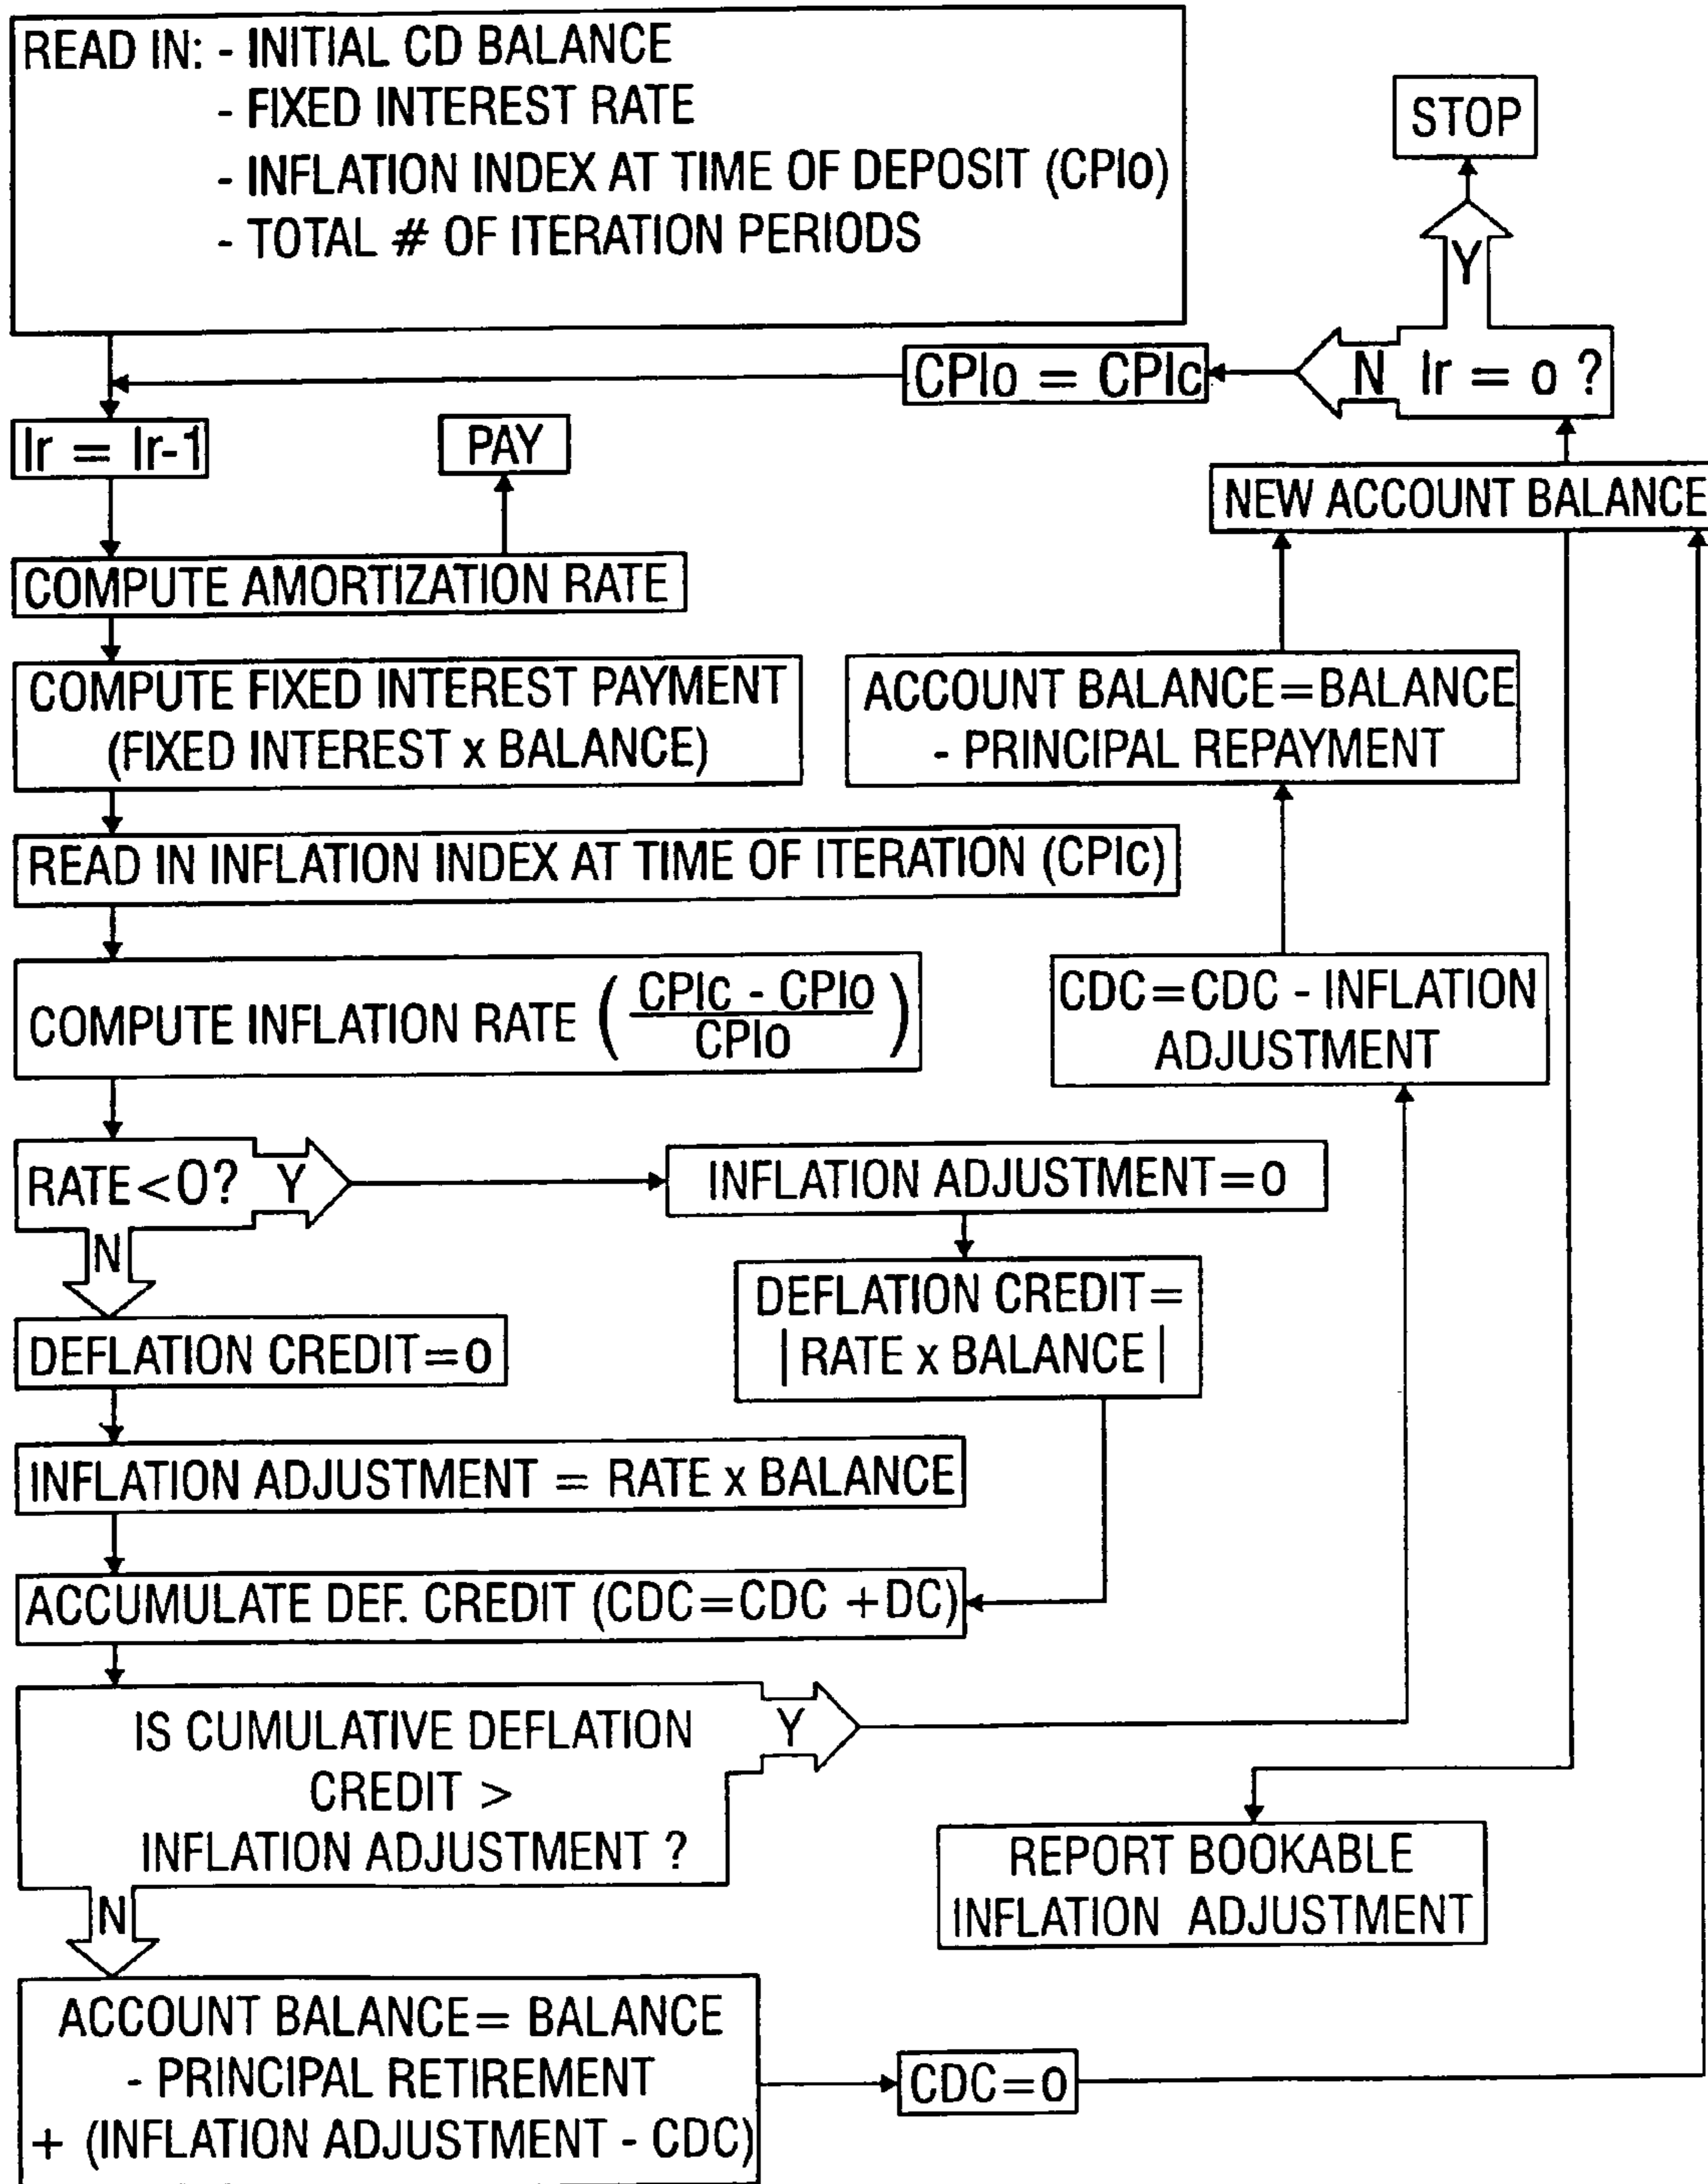 READ IN: - INITIAL CD BALANCE
- FIXED INTEREST RATE
- INFLATION INDEX AT TIME OF DEPOSIT (CPIo)
- TOTAL # OF ITERATION PERIODS
STOP
Y
CPIo = CPIc
N Ir = o ?
Ir = Ir-1
PAY
NEW ACCOUNT BALANCE
COMPUTE AMORTIZATION RATE
COMPUTE FIXED INTEREST PAYMENT
(FIXED INTEREST x BALANCE)
ACCOUNT BALANCE=BALANCE
- PRINCIPAL REPAYMENT
READ IN INFLATION INDEX AT TIME OF ITERATION (CPIc)
COMPUTE INFLATION RATE ( CPIc - CPIo / CPIo )
CDC=CDC - INFLATION
ADJUSTMENT
RATE<O? Y
N
INFLATION ADJUSTMENT=o
DEFLATION CREDIT=
| RATE x BALANCE |
DEFLATION CREDIT=o
INFLATION ADJUSTMENT = RATE x BALANCE
ACCUMULATE DEF. CREDIT (CDC=CDC +DC)
IS CUMULATIVE DEFLATION
CREDIT >
INFLATION ADJUSTMENT ?
Y
N
REPORT BOOKABLE
INFLATION ADJUSTMENT
ACCOUNT BALANCE= BALANCE
- PRINCIPAL RETIREMENT
+ (INFLATION ADJUSTMENT - CDC)
CDC=o